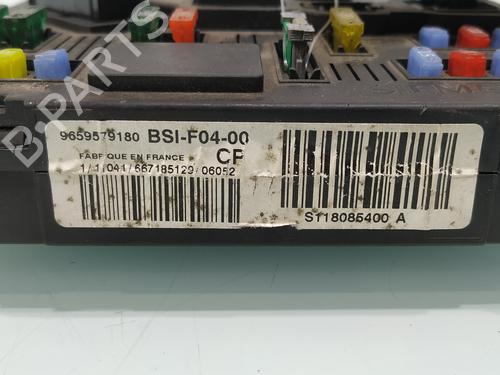 9659579180 BSI-F04-00
FABRIQUE EN FRANCE CP
1/1/041/667185129/06052
S118085400 A
B-PARTS